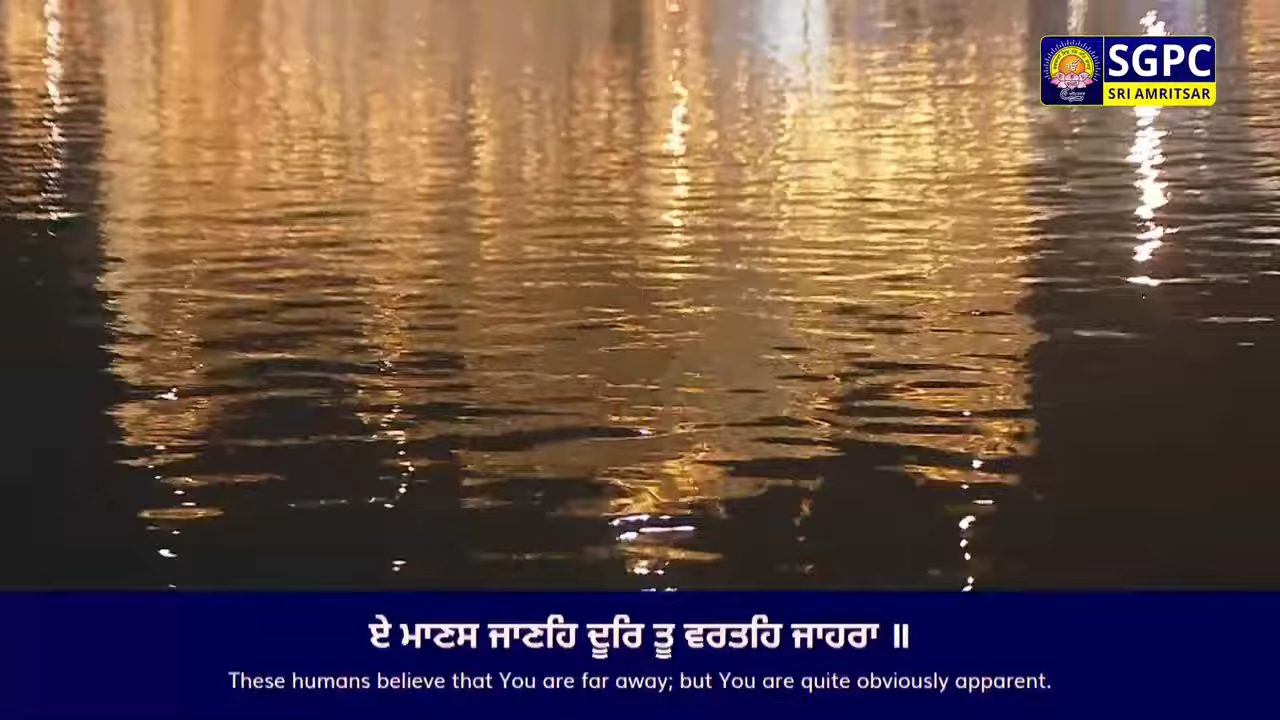 SGPC
SRI AMRITSAR
ਏ ਮਾਣਸ ਜਾਣਹਿ ਦੂਰਿ ਤੂ ਵਰਤਹਿ ਜਾਹਰਾ ॥
These humans believe that You are far away; but You are quite obviously apparent.